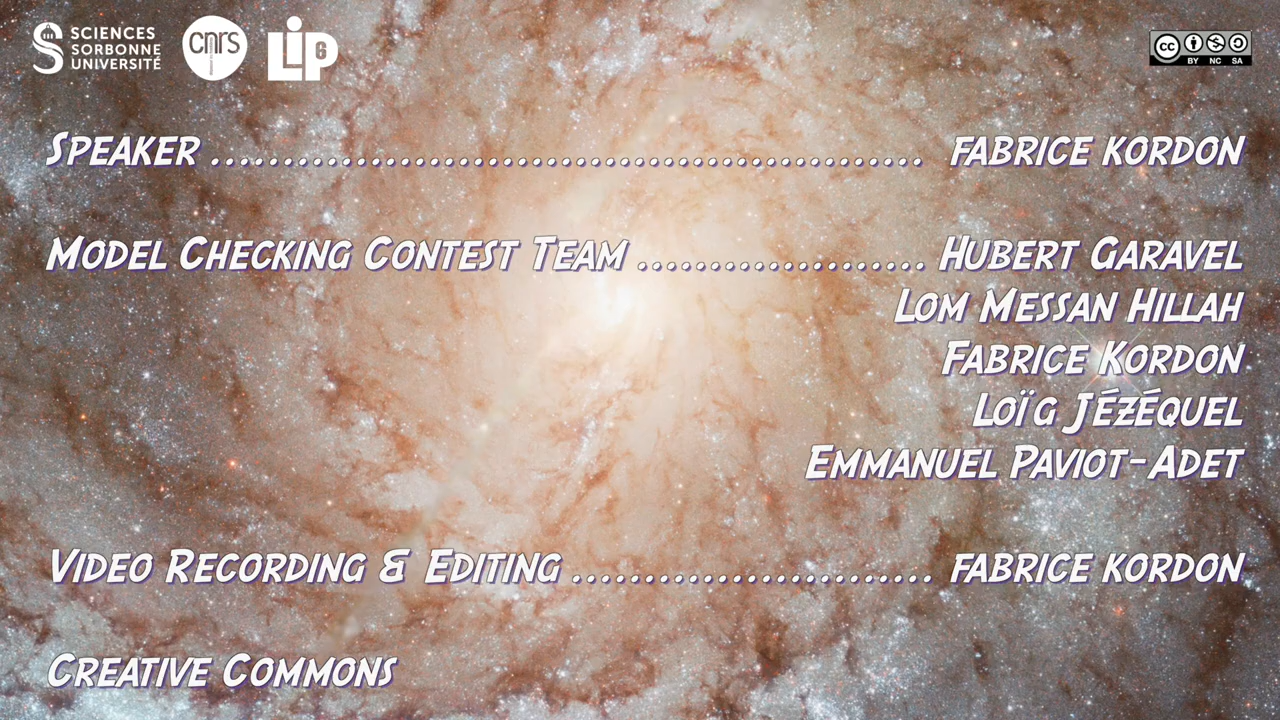 SCIENCES
SORBONNE
UNIVERSITÉ
cnrs
LIP6
CC BY NC SA
SPEAKER ................................................ FABRICE KORDON
MODEL CHECKING CONTEST TEAM .................... HUBERT GARAVEL
LOM MESSAN HILLAH
FABRICE KORDON
LOÏG JÉZÉQUEL
EMMANUEL PAVIOT-ADET
VIDEO RECORDING & EDITING ......................... FABRICE KORDON
CREATIVE COMMONS